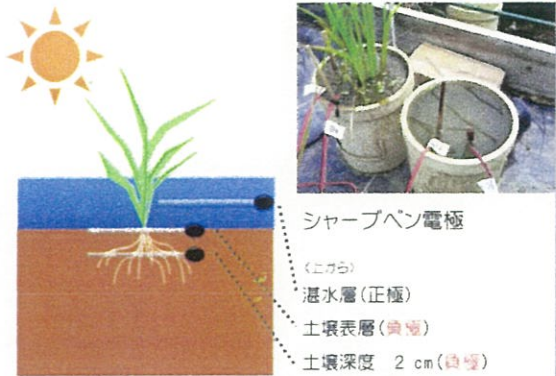 シャープペン電極
(上から)
湛水層(正極)
土壌表層(負極)
土壌深度 2 cm(負極)